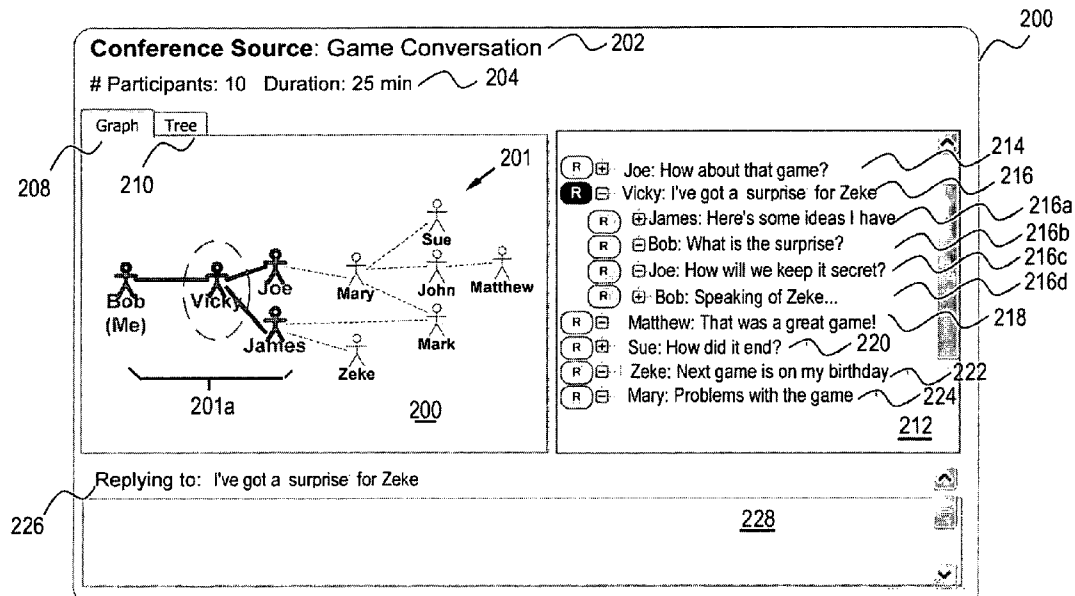 200
Conference Source: Game Conversation 202
# Participants: 10 Duration: 25 min 204
Graph Tree
208
210
201
Sue
Bob
(Me)
Vicky
Joe
Mary
John
Matthew
James
Mark
Zeke
201a
200
R Joe: How about that game? 214
R Vicky: I've got a surprise for Zeke 216
R James: Here's some ideas I have 216a
R Bob: What is the surprise? 216b
R Joe: How will we keep it secret? 216c
R Bob: Speaking of Zeke... 216d
R Matthew: That was a great game! 218
R Sue: How did it end? 220
R Zeke: Next game is on my birthday 222
R Mary: Problems with the game 224
212
Replying to: I've got a surprise for Zeke
226
228